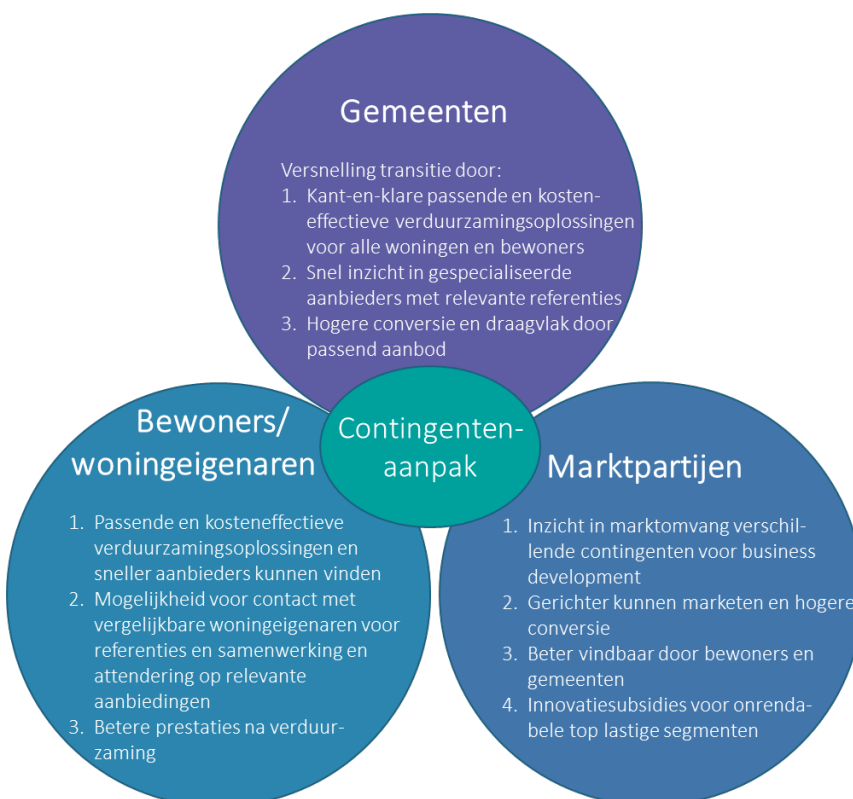 Gemeenten
Versnelling transitie door:
1. Kant-en-klare passende en kosten-
effectieve verduurzamingsoplossingen
voor alle woningen en bewoners
2. Snel inzicht in gespecialiseerde
aanbieders met relevante referenties
3. Hogere conversie en draagvlak door
passend aanbod
Contingenten-
aanpak
Bewoners/
woningeigenaren
1. Passende en kosteneffectieve
verduurzamingsoplossingen en
sneller aanbieders kunnen vinden
2. Mogelijkheid voor contact met
vergelijkbare woningeigenaren voor
referenties en samenwerking en
attendering op relevante
aanbiedingen
3. Betere prestaties na verduur-
zaming
Marktpartijen
1. Inzicht in marktomvang verschil-
lende contingenten voor business
development
2. Gerichter kunnen marketen en hogere
conversie
3. Beter vindbaar door bewoners en
gemeenten
4. Innovatiesubsidies voor onrenda-
bele top lastige segmenten